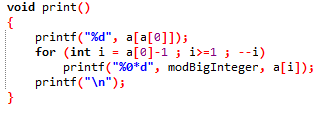 void print()
{
printf("%d", a[a[0]]);
for (int i = a[0]-1 ; i>=1 ; --i)
printf("%0*d", modBigInteger, a[i]);
printf("\n");
}